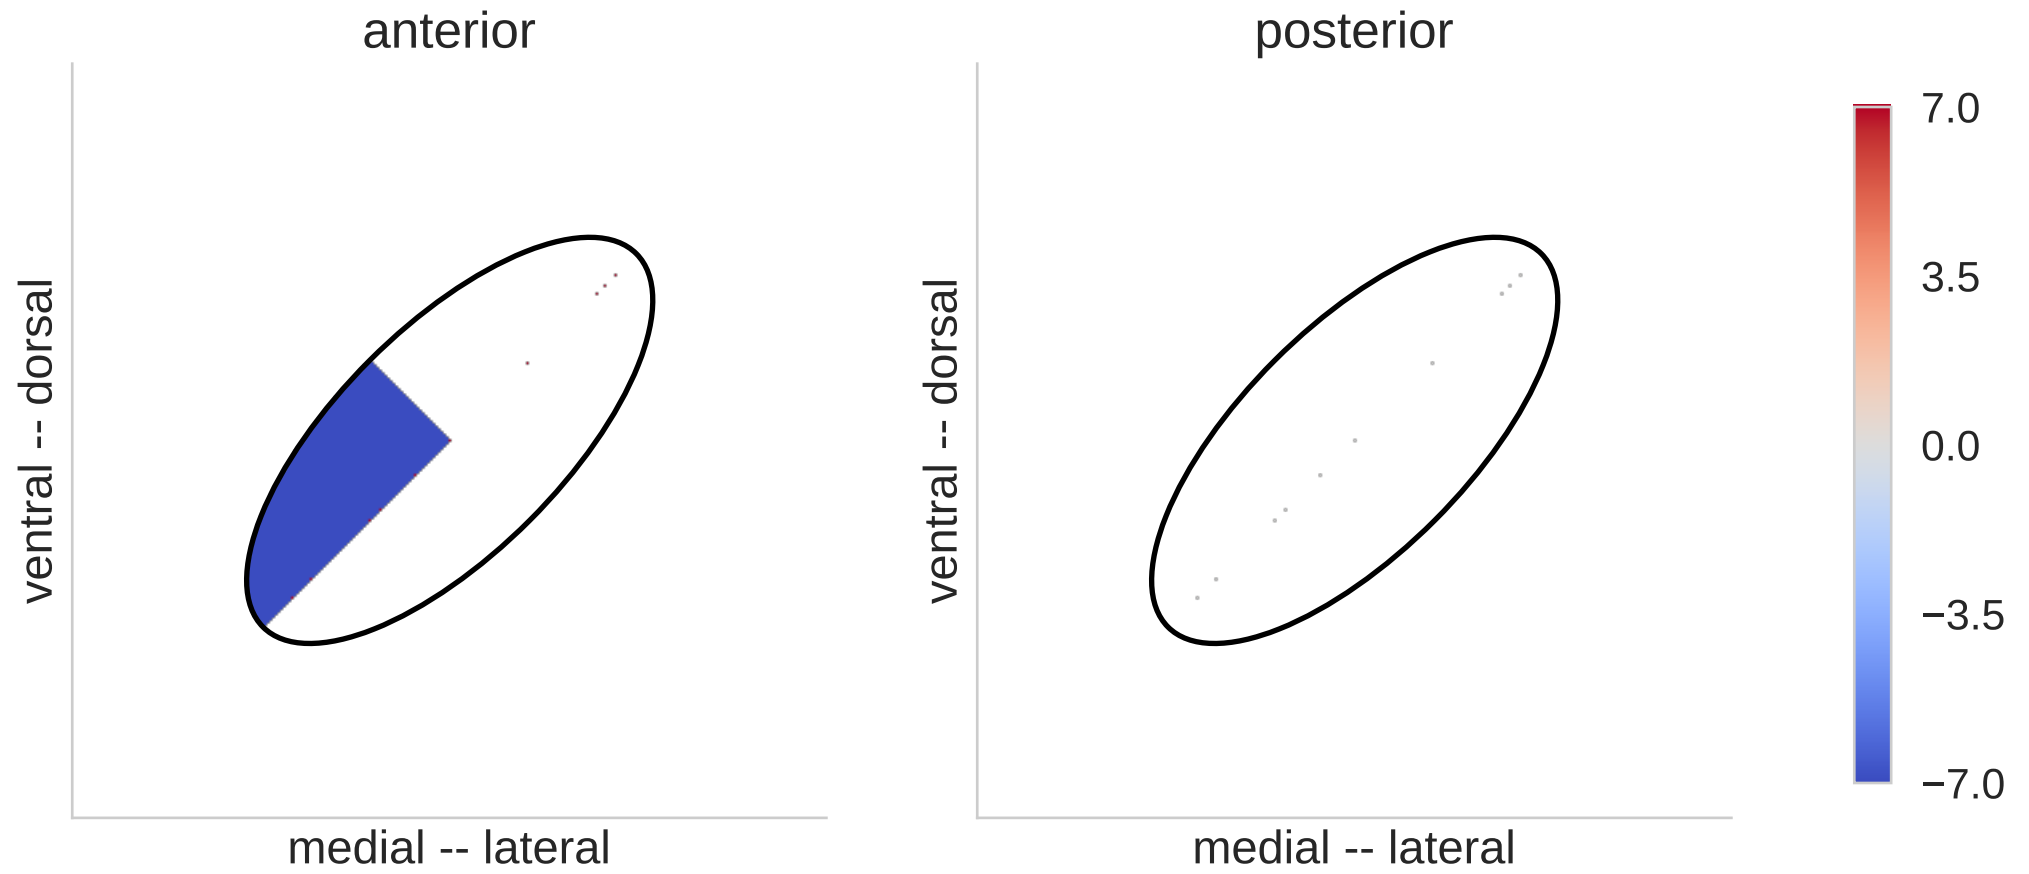 anterior
posterior
ventral -- dorsal
medial -- lateral
ventral -- dorsal
medial -- lateral
7.0
3.5
0.0
−3.5
−7.0